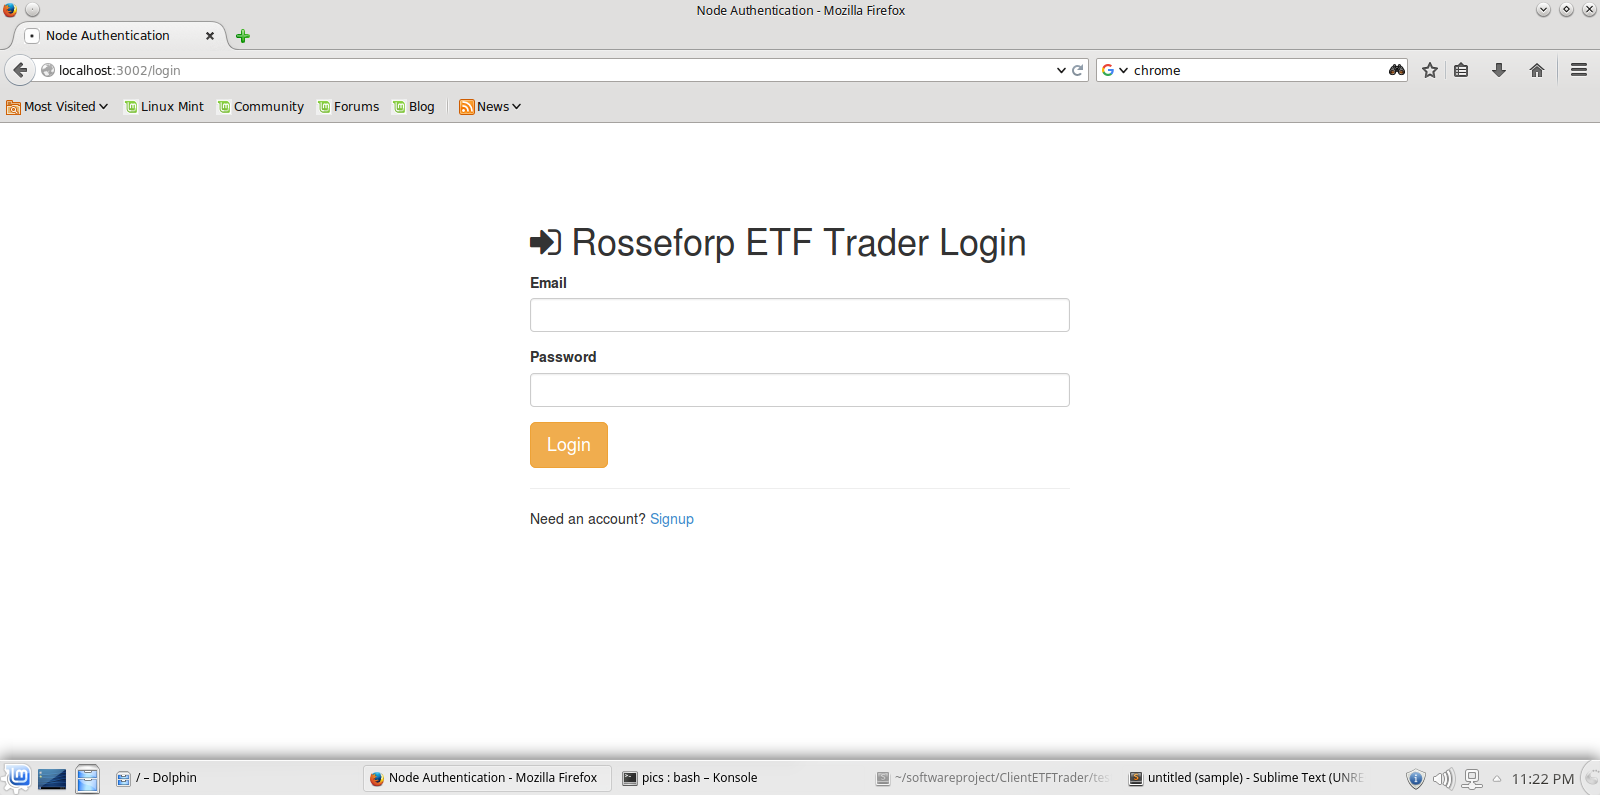 Node Authentication - Mozilla Firefox
Node Authentication
localhost:3002/login
chrome
Most Visited
Linux Mint
Community
Forums
Blog
News
Rosseforp ETF Trader Login
Email
Password
Login
Need an account? Signup
/ – Dolphin
Node Authentication - Mozilla Firefox
pics : bash – Konsole
~/softwareproject/ClientETFTrader/tes
untitled (sample) - Sublime Text (UNRE
11:22 PM